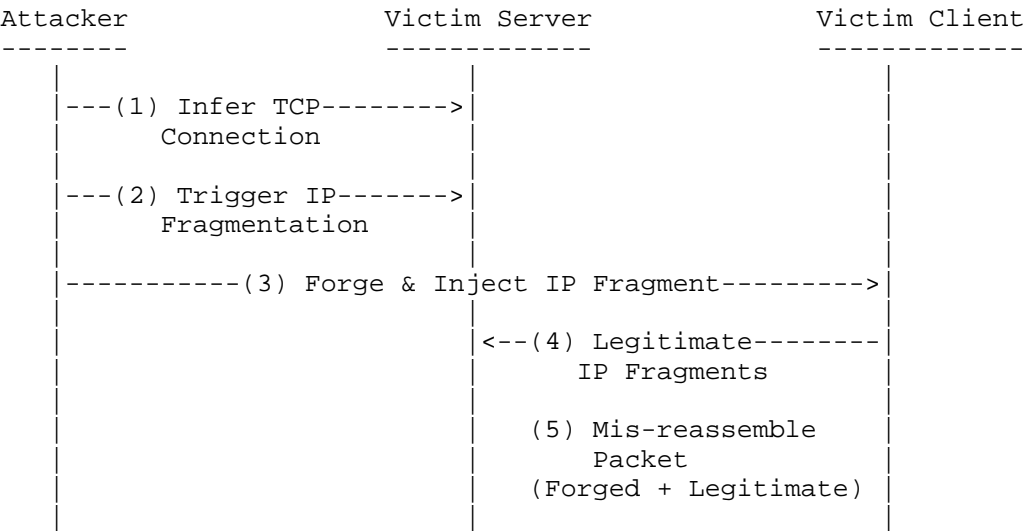 Attacker                 Victim Server              Victim Client
--------                 -------------              -------------
   |                          |                          |
   |---(1) Infer TCP-------->|                          |
   |      Connection          |                          |
   |                          |                          |
   |---(2) Trigger IP------->|                          |
   |      Fragmentation       |                          |
   |                          |                          |
   |-----------(3) Forge & Inject IP Fragment--------->|
   |                          |                          |
   |                          |<--(4) Legitimate--------|
   |                          |      IP Fragments        |
   |                          |                          |
   |                          |   (5) Mis-reassemble     |
   |                          |       Packet             |
   |                          |   (Forged + Legitimate)  |
   |                          |                          |